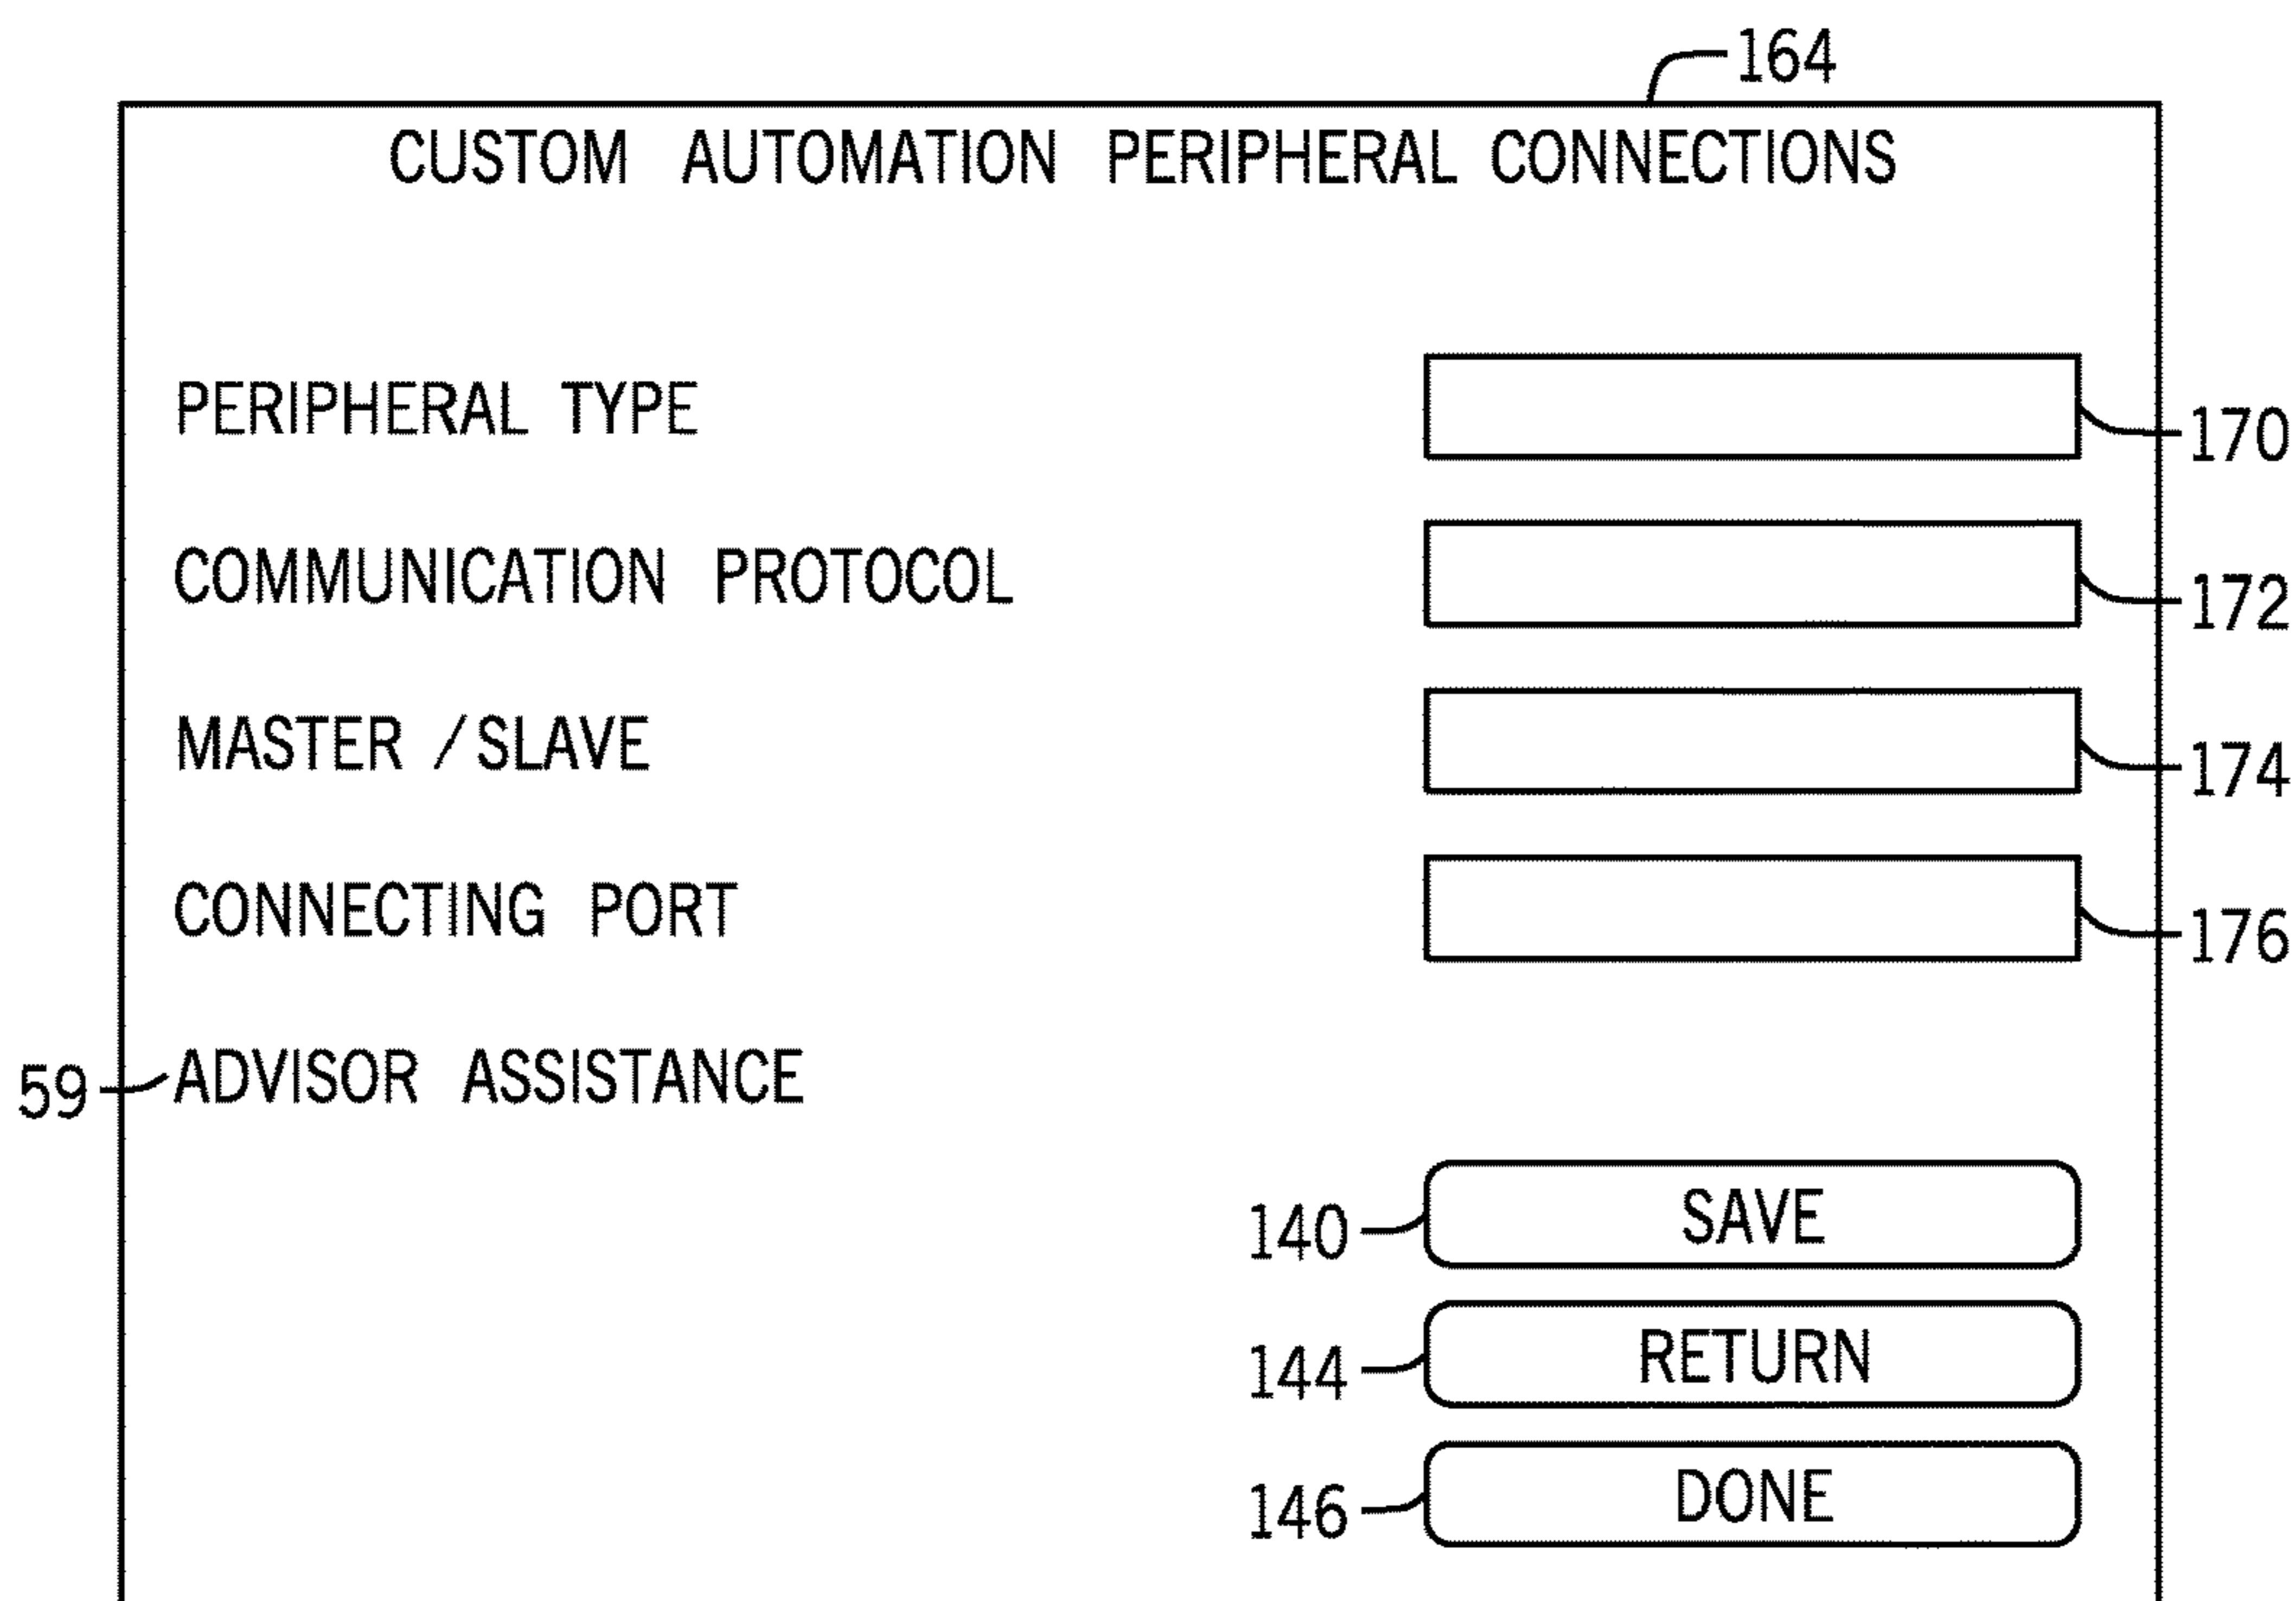 164
CUSTOM AUTOMATION PERIPHERAL CONNECTIONS
PERIPHERAL TYPE 170
COMMUNICATION PROTOCOL 172
MASTER / SLAVE 174
CONNECTING PORT 176
59 ADVISOR ASSISTANCE
140 SAVE
144 RETURN
146 DONE